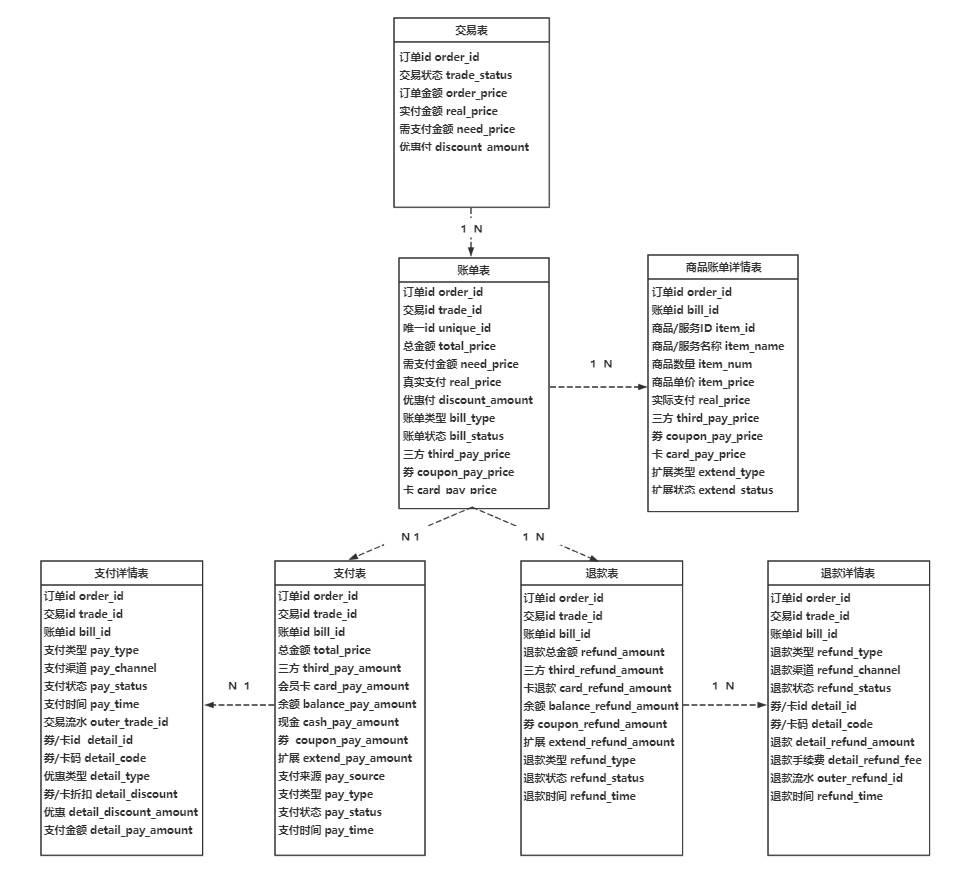 交易表
订单id order_id
交易状态 trade_status
订单金额 order_price
实付金额 real_price
需支付金额 need_price
优惠付 discount_amount
1 N
账单表
订单id order_id
交易id trade_id
唯一id unique_id
总金额 total_price
需支付金额 need_price
真实支付 real_price
优惠付 discount_amount
账单类型 bill_type
账单状态 bill_status
三方 third_pay_price
券 coupon_pay_price
卡 card_pay_price
1 N
商品账单详情表
订单id order_id
账单id bill_id
商品/服务ID item_id
商品/服务名称 item_name
商品数量 item_num
商品单价 item_price
实际支付 real_price
三方 third_pay_price
券 coupon_pay_price
卡 card_pay_price
扩展类型 extend_type
扩展状态 extend_status
N 1
1 N
支付详情表
订单id order_id
交易id trade_id
账单id bill_id
支付类型 pay_type
支付渠道 pay_channel
支付状态 pay_status
支付时间 pay_time
交易流水 outer_trade_id
券/卡id detail_id
券/卡码 detail_code
优惠类型 detail_type
券/卡折扣 detail_discount
优惠 detail_discount_amount
支付金额 detail_pay_amount
N 1
支付表
订单id order_id
交易id trade_id
账单id bill_id
总金额 total_price
三方 third_pay_amount
会员卡 card_pay_amount
余额 balance_pay_amount
现金 cash_pay_amount
券 coupon_pay_amount
扩展 extend_pay_amount
支付来源 pay_source
支付类型 pay_type
支付状态 pay_status
支付时间 pay_time
退款表
订单id order_id
交易id trade_id
账单id bill_id
退款总金额 refund_amount
三方 third_refund_amount
卡退款 card_refund_amount
余额 balance_refund_amount
券 coupon_refund_amount
扩展 extend_refund_amount
退款类型 refund_type
退款状态 refund_status
退款时间 refund_time
1 N
退款详情表
订单id order_id
交易id trade_id
账单id bill_id
退款类型 refund_type
退款渠道 refund_channel
退款状态 refund_status
券/卡id detail_id
券/卡码 detail_code
退款 detail_refund_amount
退款手续费 detail_refund_fee
退款流水 outer_refund_id
退款时间 refund_time